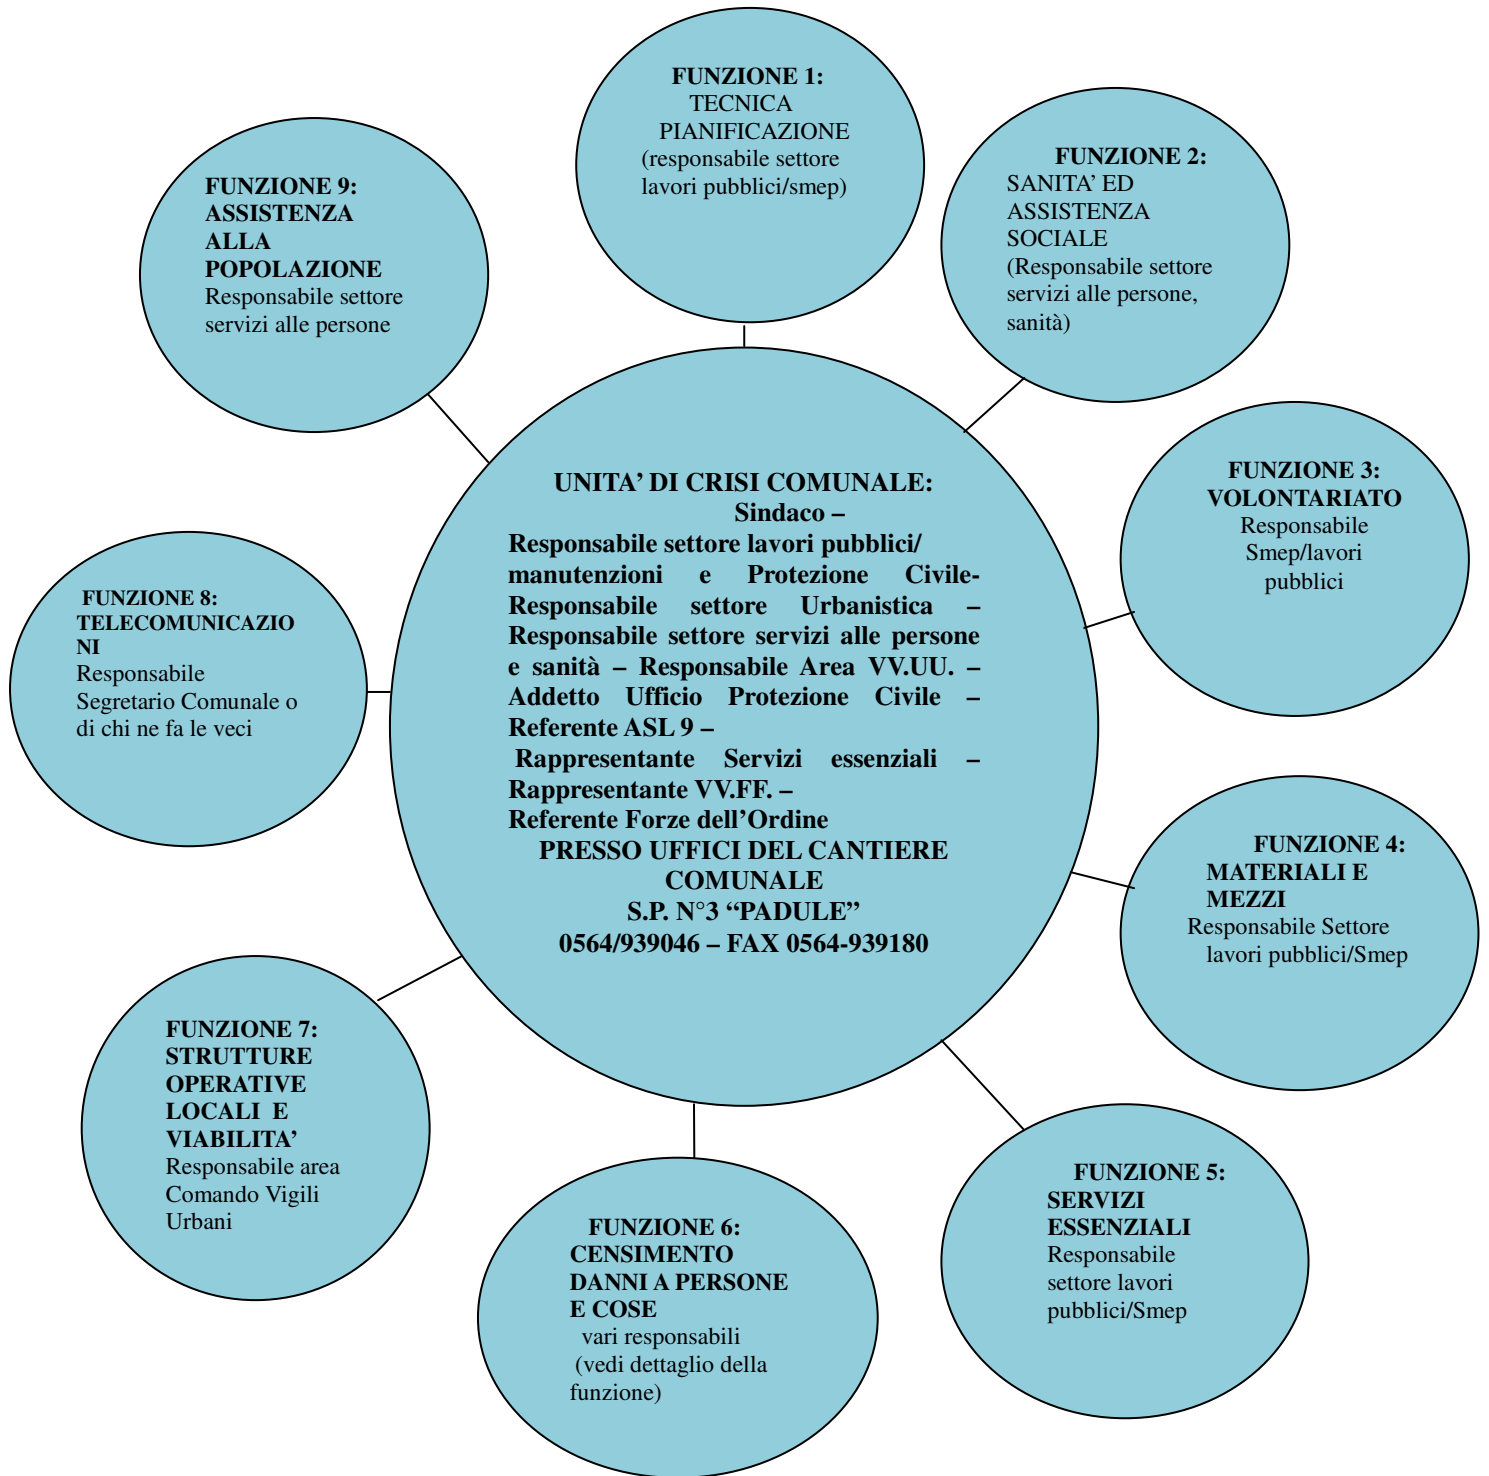 FUNZIONE 1:
TECNICA
PIANIFICAZIONE
(responsabile settore
lavori pubblici/smep)
FUNZIONE 2:
SANITA’ ED
ASSISTENZA
SOCIALE
(Responsabile settore
servizi alle persone,
sanità)
FUNZIONE 3:
VOLONTARIATO
Responsabile
Smep/lavori
pubblici
FUNZIONE 4:
MATERIALI E
MEZZI
Responsabile Settore
lavori pubblici/Smep
FUNZIONE 5:
SERVIZI
ESSENZIALI
Responsabile
settore lavori
pubblici/Smep
FUNZIONE 6:
CENSIMENTO
DANNI A PERSONE
E COSE
vari responsabili
(vedi dettaglio della
funzione)
FUNZIONE 7:
STRUTTURE
OPERATIVE
LOCALI E
VIABILITA’
Responsabile area
Comando Vigili
Urbani
FUNZIONE 8:
TELECOMUNICAZIO
NI
Responsabile
Segretario Comunale o
di chi ne fa le veci
FUNZIONE 9:
ASSISTENZA
ALLA
POPOLAZIONE
Responsabile settore
servizi alle persone
UNITA’ DI CRISI COMUNALE:
Sindaco –
Responsabile settore lavori pubblici/
manutenzioni e Protezione Civile-
Responsabile settore Urbanistica –
Responsabile settore servizi alle persone
e sanità – Responsabile Area VV.UU. –
Addetto Ufficio Protezione Civile –
Referente ASL 9 –
Rappresentante Servizi essenziali –
Rappresentante VV.FF. –
Referente Forze dell’Ordine
PRESSO UFFICI DEL CANTIERE
COMUNALE
S.P. N°3 “PADULE”
0564/939046 – FAX 0564-939180